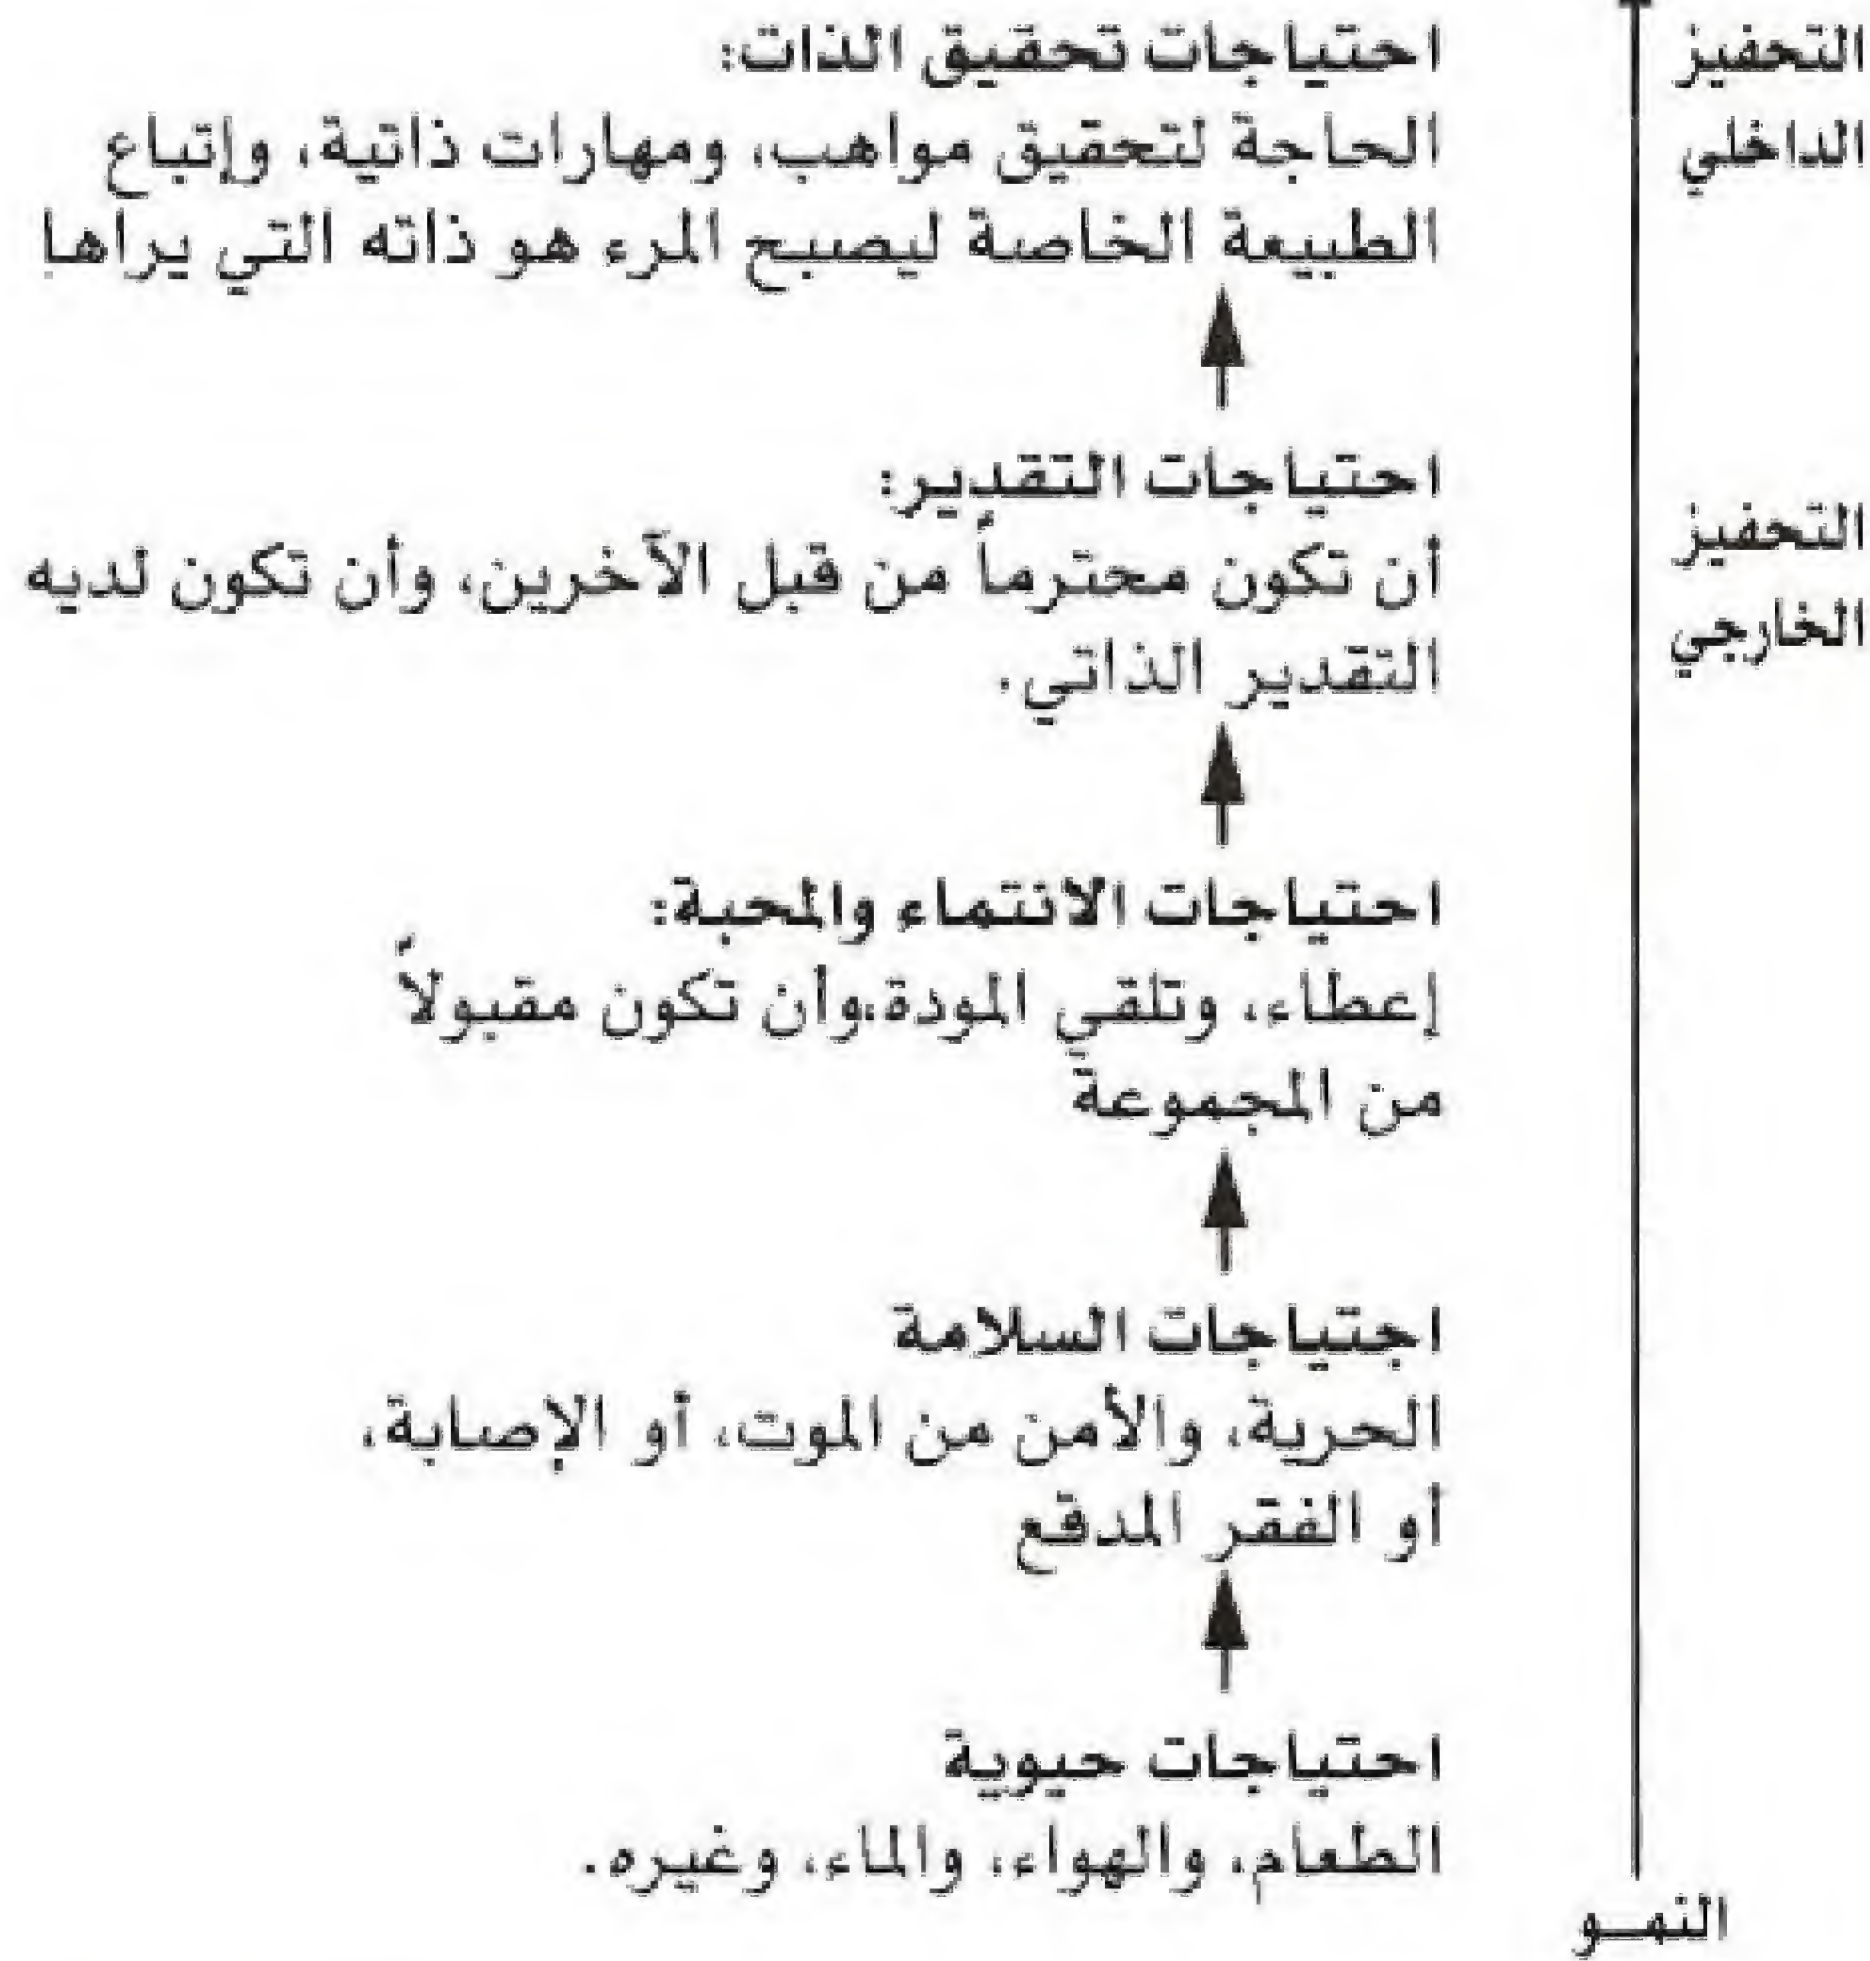 احتياجات تحقيق الذات:
الحاجة لتحقيق مواهب، ومهارات ذاتية، وإتباع
الطبيعة الخاصة ليصبح المرء هو ذاته التي يراها
التحفيز
الداخلي
احتياجات التقدير:
أن تكون محترماً من قبل الآخرين، وأن تكون لديه
التقدير الذاتي.
التحفيز
الخارجي
احتياجات الانتماء والمحبة:
إعطاء، وتلقي المودة،وأن تكون مقبولاً
من المجموعة
اجتياجات السلامة
الحرية، والأمن من الموت، أو الإصابة،
أو الفقر المدقع
احتياجات حيوية
الطعام، والهواء، والماء، وغيره.
النمـو